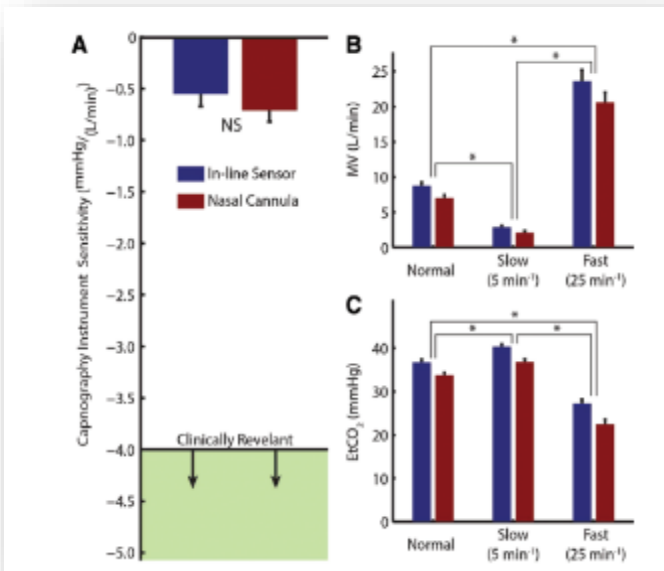 A
0
−0.5
−1.0
−1.5
−2.0
−2.5
−3.0
−3.5
−4.0
−4.5
−5.0
Capnography Instrument Sensitivity [mmHg/(L/min)]
NS
In-line Sensor
Nasal Cannula
Clinically Revelant
B
MV (L/min)
25
20
15
10
5
0
*
*
*
Normal
Slow
(5 min⁻¹)
Fast
(25 min⁻¹)
C
EtCO₂ (mmHg)
40
30
20
10
0
*
*
*
Normal
Slow
(5 min⁻¹)
Fast
(25 min⁻¹)